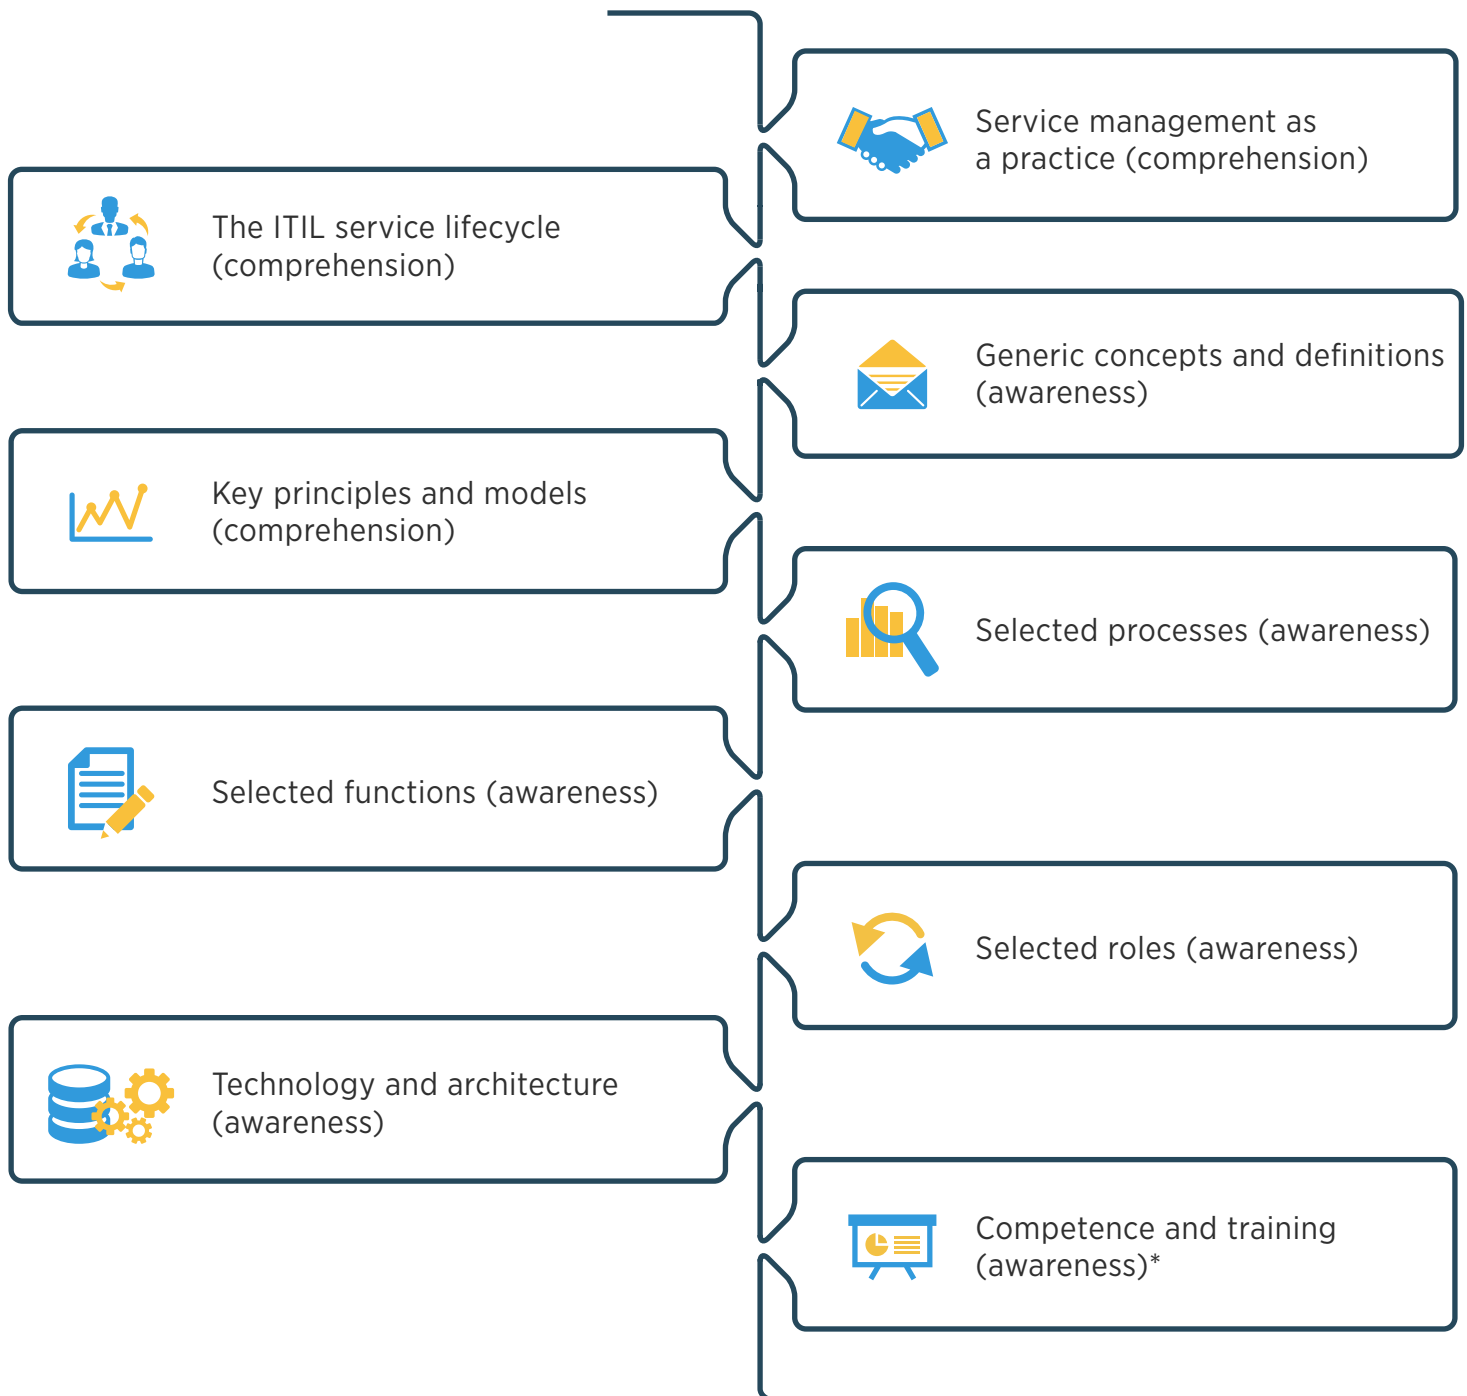 Service management as
a practice (comprehension)
The ITIL service lifecycle
(comprehension)
Generic concepts and definitions
(awareness)
Key principles and models
(comprehension)
Selected processes (awareness)
Selected functions (awareness)
Selected roles (awareness)
Technology and architecture
(awareness)
Competence and training
(awareness)*